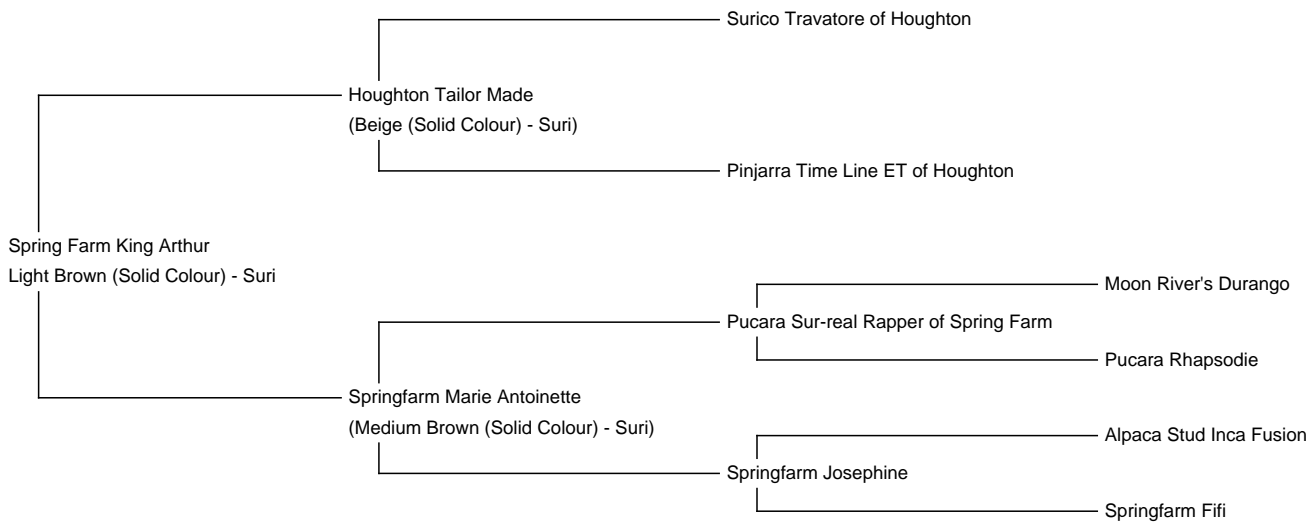 Surico Travatore of Houghton
Houghton Tailor Made
(Beige (Solid Colour) - Suri)
Pinjarra Time Line ET of Houghton
Spring Farm King Arthur
Light Brown (Solid Colour) - Suri
Moon River's Durango
Pucara Sur-real Rapper of Spring Farm
Pucara Rhapsodie
Springfarm Marie Antoinette
(Medium Brown (Solid Colour) - Suri)
Alpaca Stud Inca Fusion
Springfarm Josephine
Springfarm Fifi